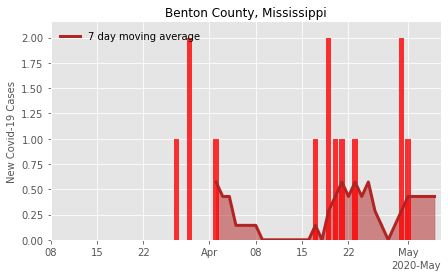 Benton County, Mississippi
7 day moving average
New Covid-19 Cases
2.00
1.75
1.50
1.25
1.00
0.75
0.50
0.25
0.00
08 15 22 Apr 08 15 22 May
2020-May